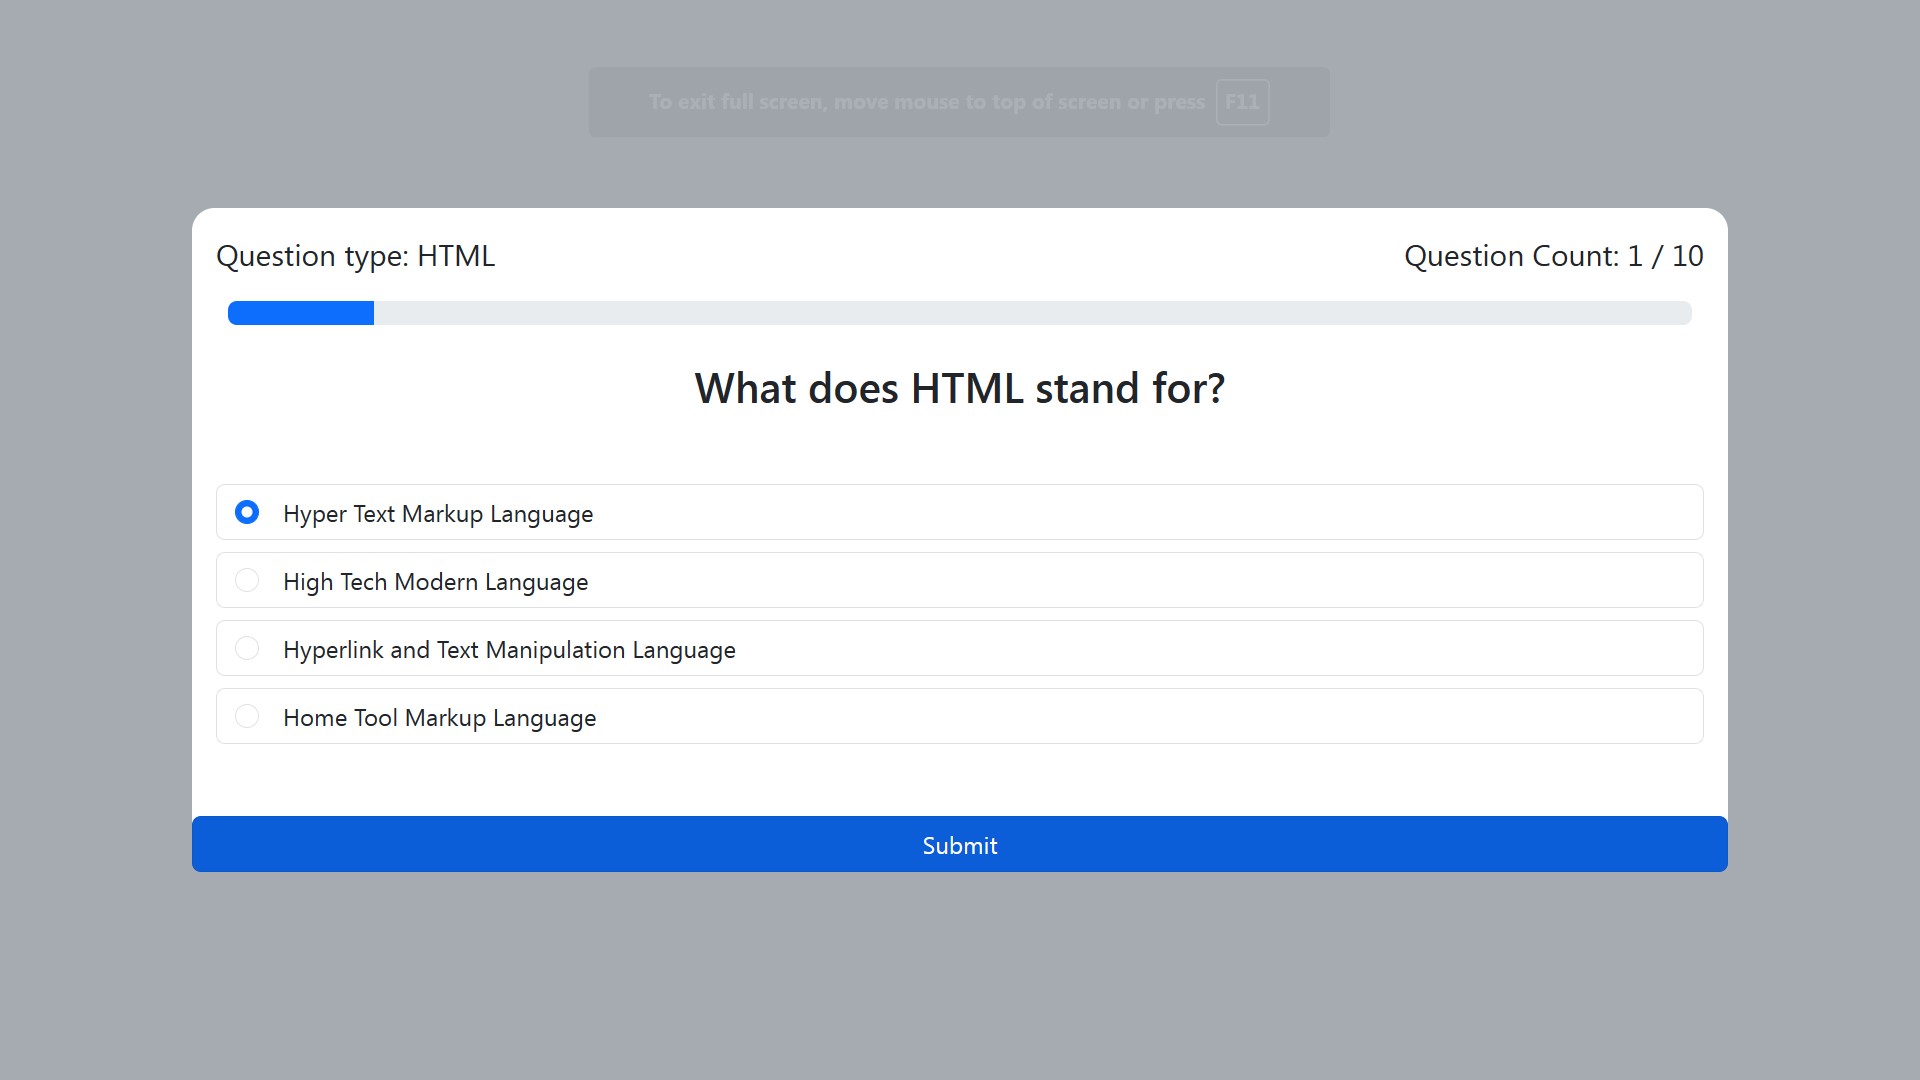 To exit full screen, move mouse to top of screen or press F11
Question type: HTML
Question Count: 1 / 10
What does HTML stand for?
Hyper Text Markup Language
High Tech Modern Language
Hyperlink and Text Manipulation Language
Home Tool Markup Language
Submit